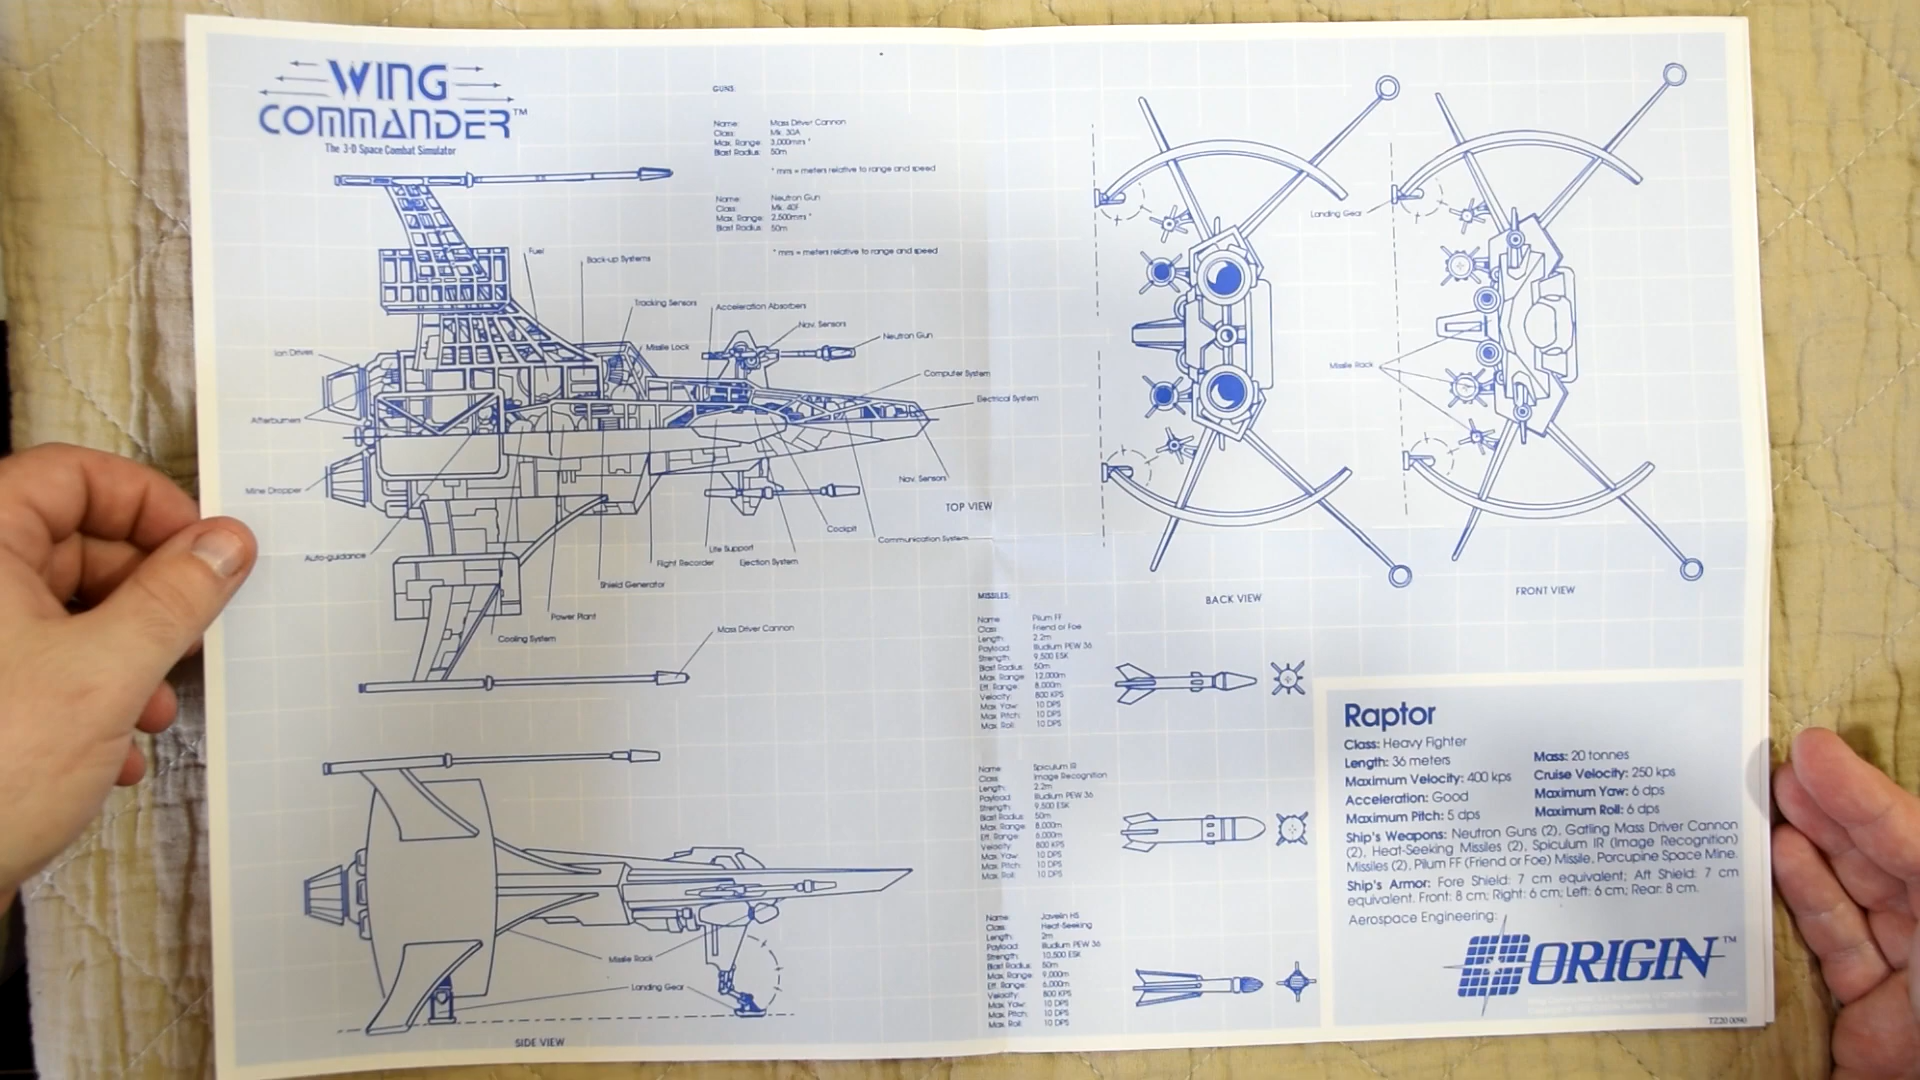 WING
COMMANDER™
The 3-D Space Combat Simulator
GUNS:
Name: Mass Driver Cannon
Class: Mk. 30A
Max. Range: 3,000mrrs *
Blast Radius: 50m
* mrrs = meters relative to range and speed
Name: Neutron Gun
Class: Mk. 40F
Max. Range: 2,500mrrs *
Blast Radius: 50m
* mrrs = meters relative to range and speed
Fuel
Back-up Systems
Tracking Sensors
Acceleration Absorbers
Nav. Sensors
Neutron Gun
Missile Lock
Ion Drives
Computer System
Electrical System
Afterburners
Mine Dropper
Nav. Sensors
TOP VIEW
Cockpit
Communication System
Auto-guidance
Life Support
Flight Recorder
Ejection System
Shield Generator
Power Plant
Cooling System
Mass Driver Cannon
Missile Rack
Landing Gear
SIDE VIEW
Landing Gear
Missile Rack
BACK VIEW
FRONT VIEW
MISSILES:
Name: Pilum FF
Class: Friend or Foe
Length: 2.2m
Payload: Illudium PEW 36
Strength: 9,500 ESK
Blast Radius: 50m
Max. Range: 12,000m
Eff. Range: 8,000m
Velocity: 800 KPS
Max. Yaw: 10 DPS
Max. Pitch: 10 DPS
Max. Roll: 10 DPS
Name: Spiculum IR
Class: Image Recognition
Length: 2.2m
Payload: Illudium PEW 36
Strength: 9,500 ESK
Blast Radius: 50m
Max. Range: 8,000m
Eff. Range: 6,000m
Velocity: 800 KPS
Max. Yaw: 10 DPS
Max. Pitch: 10 DPS
Max. Roll: 10 DPS
Name: Javelin HS
Class: Heat-Seeking
Length: 2m
Payload: Illudium PEW 36
Strength: 10,500 ESK
Blast Radius: 50m
Max. Range: 9,000m
Eff. Range: 6,000m
Velocity: 800 KPS
Max. Yaw: 10 DPS
Max. Pitch: 10 DPS
Max. Roll: 10 DPS
Raptor
Class: Heavy Fighter
Length: 36 meters
Mass: 20 tonnes
Maximum Velocity: 400 kps
Cruise Velocity: 250 kps
Acceleration: Good
Maximum Yaw: 6 dps
Maximum Pitch: 5 dps
Maximum Roll: 6 dps
Ship's Weapons: Neutron Guns (2), Gatling Mass Driver Cannon
(2), Heat-Seeking Missiles (2), Spiculum IR (Image Recognition)
Missiles (2), Pilum FF (Friend or Foe) Missile, Porcupine Space Mine.
Ship's Armor: Fore Shield: 7 cm equivalent; Aft Shield: 7 cm
equivalent. Front: 8 cm; Right: 6 cm; Left: 6 cm; Rear: 8 cm.
Aerospace Engineering:
ORIGIN™
TZ20 0090